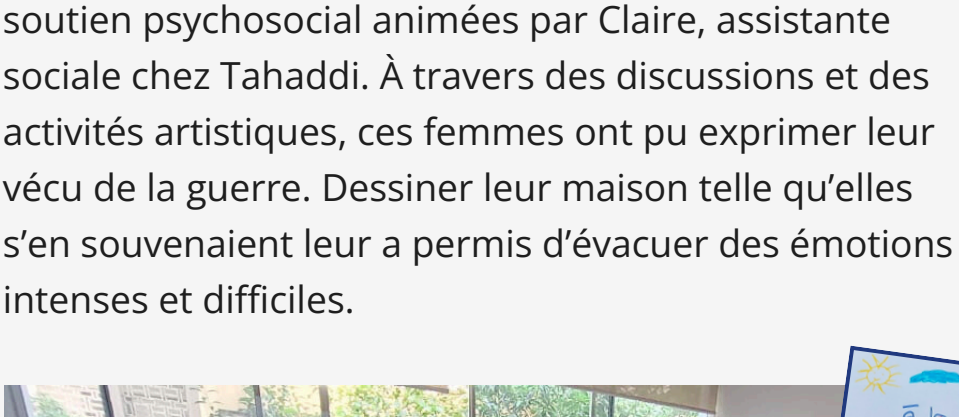 soutien psychosocial animées par Claire, assistante
sociale chez Tahaddi. À travers des discussions et des
activités artistiques, ces femmes ont pu exprimer leur
vécu de la guerre. Dessiner leur maison telle qu’elles
s’en souvenaient leur a permis d’évacuer des émotions
intenses et difficiles.